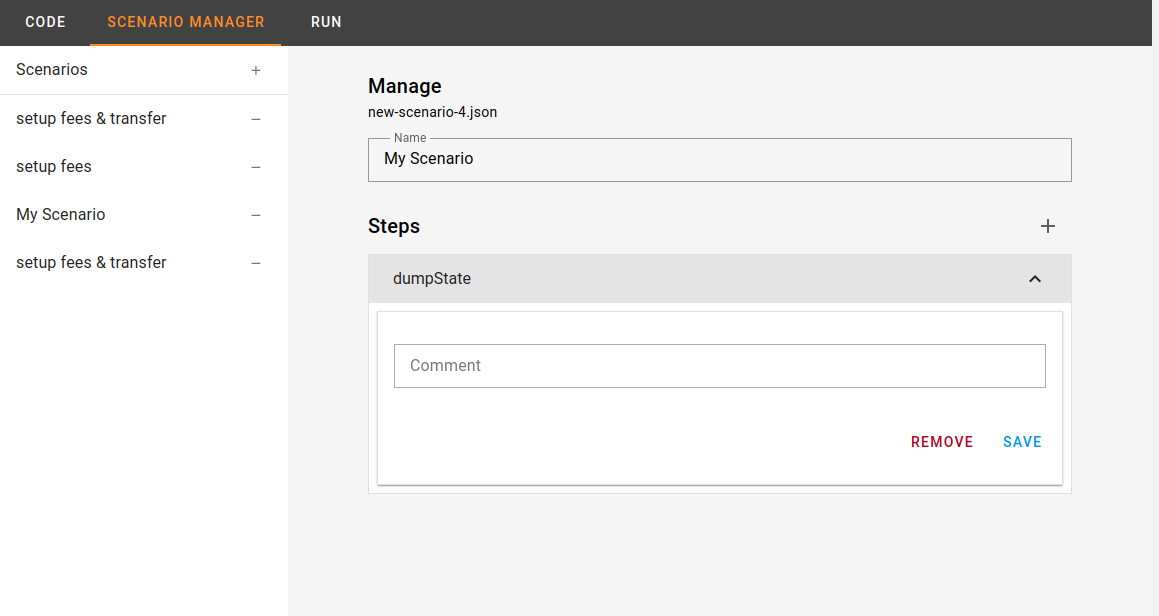 CODE SCENARIO MANAGER RUN
Scenarios +
setup fees & transfer −
setup fees −
My Scenario −
setup fees & transfer −
Manage
new-scenario-4.json
Name
My Scenario
Steps +
dumpState
Comment
REMOVE SAVE